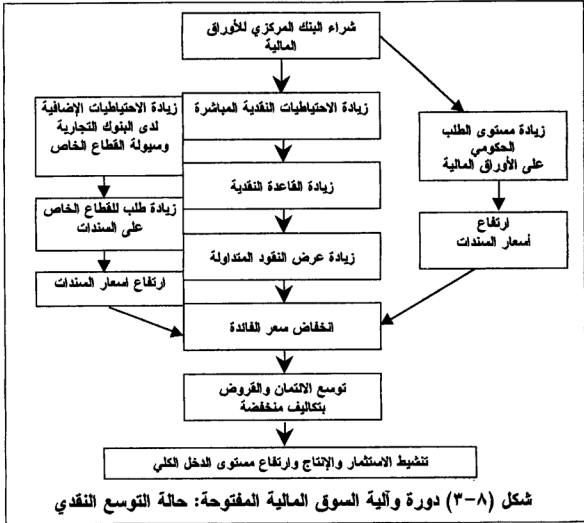 شراء البنك المركزي للأوراق
المالية
زيادة الاحتياطيات النقدية المباشرة
زيادة القاعدة النقدية
زيادة عرض النقود المتداولة
انخفاض سعر الفائدة
توسع الائتمان والقروض
بتكاليف منخفضة
تنشيط الاستثمار والإنتاج وارتفاع مستوى الدخل الكلي
زيادة مستوى الطلب
الحكومي
على الأوراق المالية
ارتفاع
أسعار السندات
زيادة الاحتياطيات الإضافية
لدى البنوك التجارية
وسيولة القطاع الخاص
زيادة طلب للقطاع الخاص
على السندات
ارتفاع اسعار السندات
شكل (٨-٣) دورة وآلية السوق المالية المفتوحة: حالة التوسع النقدي